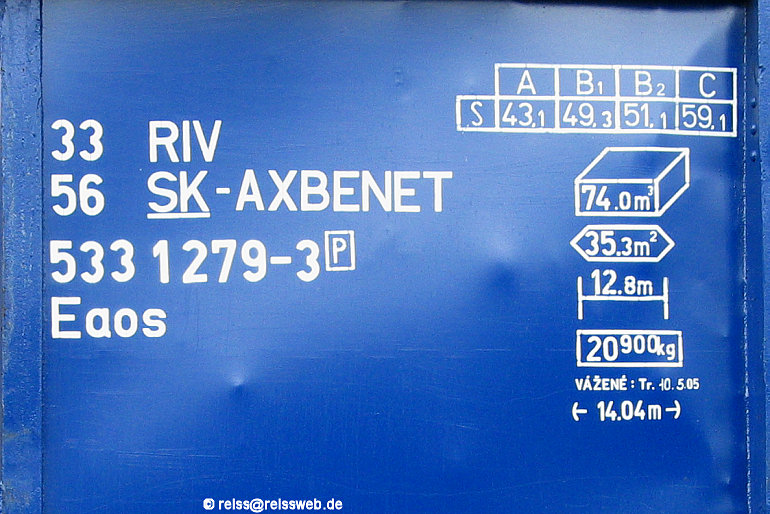 33 RIV
56 SK-AXBENET
533 1279-3 P
Eaos
A B1 B2 C
S 43,1 49,3 51,1 59,1
74.0m³
35.3m²
12.8m
20900kg
VÁŽENÉ: Tr. 10.5.05
14.04m
© reiss@reissweb.de